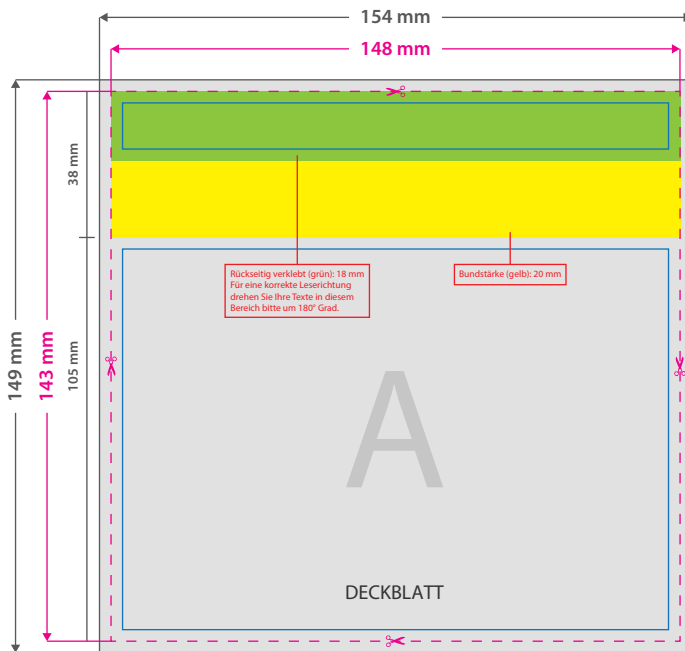 154 mm
148 mm
149 mm
143 mm
38 mm
105 mm
Rückseitig verklebt (grün): 18 mm
Für eine korrekte Leserichtung
drehen Sie Ihre Texte in diesem
Bereich bitte um 180° Grad.
Bundstärke (gelb): 20 mm
A
DECKBLATT